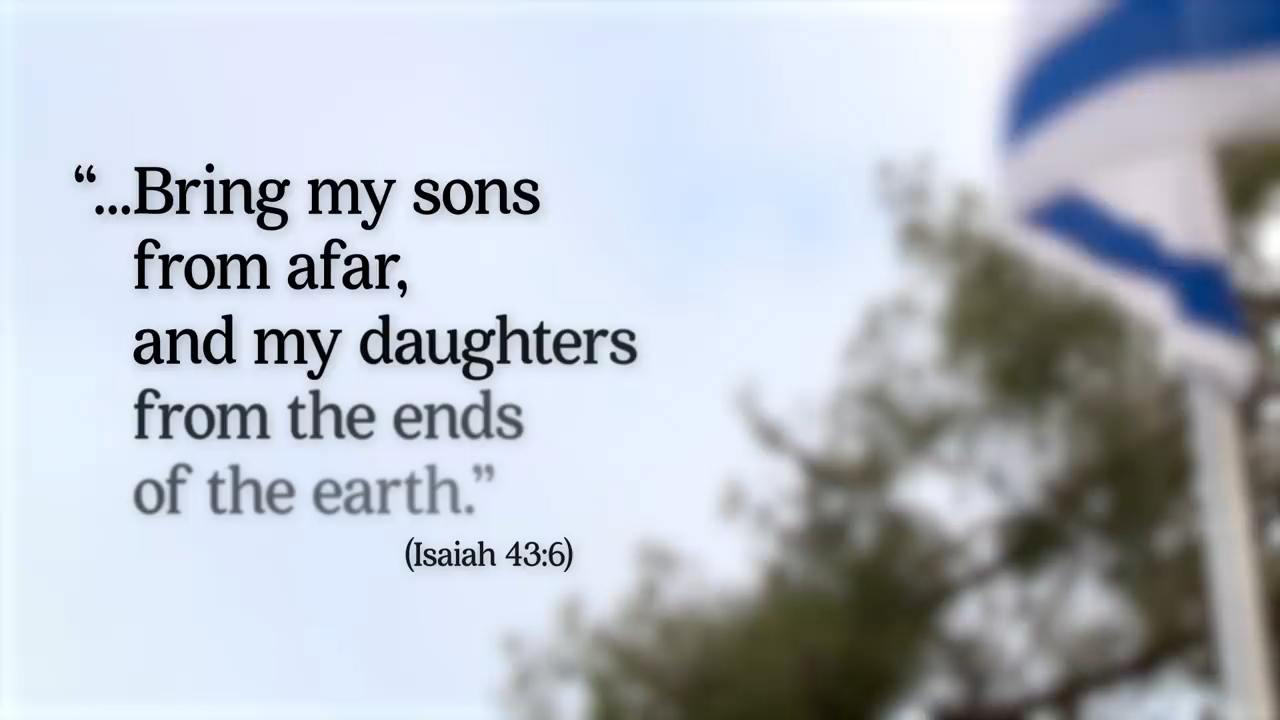 “...Bring my sons
from afar,
and my daughters
from the ends
of the earth.”
(Isaiah 43:6)